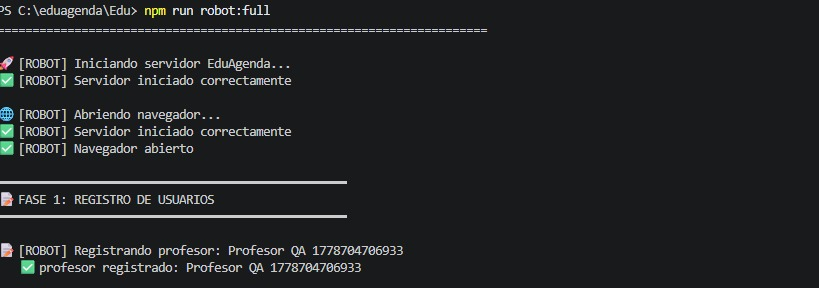 PS C:\eduagenda\Edu> npm run robot:full
=========================================================================
🚀 [ROBOT] Iniciando servidor EduAgenda...
✅ [ROBOT] Servidor iniciado correctamente
🌐 [ROBOT] Abriendo navegador...
✅ [ROBOT] Servidor iniciado correctamente
✅ [ROBOT] Navegador abierto
📝 FASE 1: REGISTRO DE USUARIOS
📝 [ROBOT] Registrando profesor: Profesor QA 1778704706933
✅ profesor registrado: Profesor QA 1778704706933